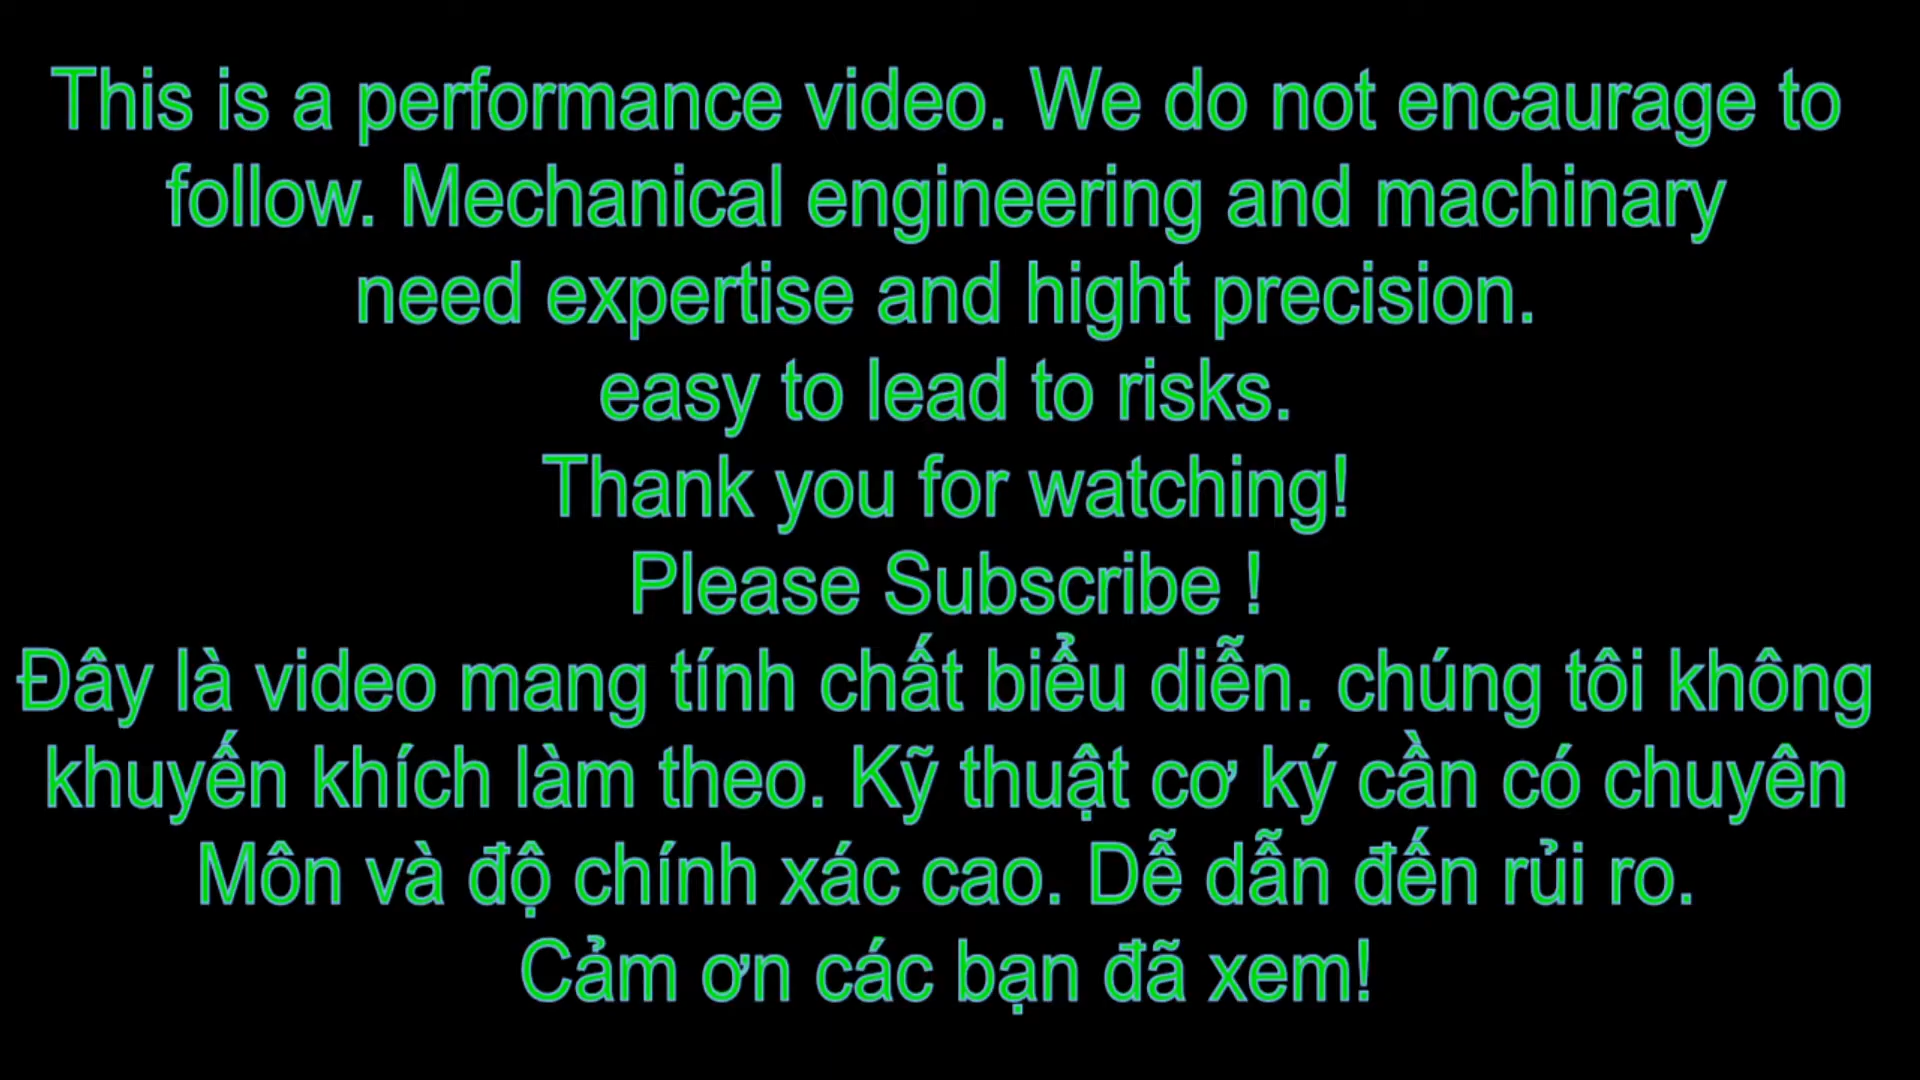 This is a performance video. We do not encaurage to
follow. Mechanical engineering and machinary
need expertise and hight precision.
easy to lead to risks.
Thank you for watching!
Please Subscribe !
Đây là video mang tính chất biểu diễn. chúng tôi không
khuyến khích làm theo. Kỹ thuật cơ ký cần có chuyên
Môn và độ chính xác cao. Dễ dẫn đến rủi ro.
Cảm ơn các bạn đã xem!